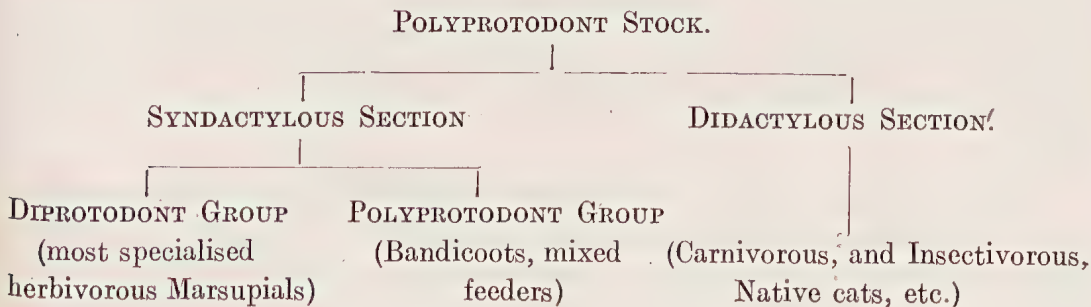 POLYPROTODONT STOCK.
SYNDACTYLOUS SECTION
DIDACTYLOUS SECTION.
DIPROTODONT GROUP
(most specialised
herbivorous Marsupials)
POLYPROTODONT GROUP
(Bandicoots, mixed
feeders)
(Carnivorous, and Insectivorous,
Native cats, etc.)